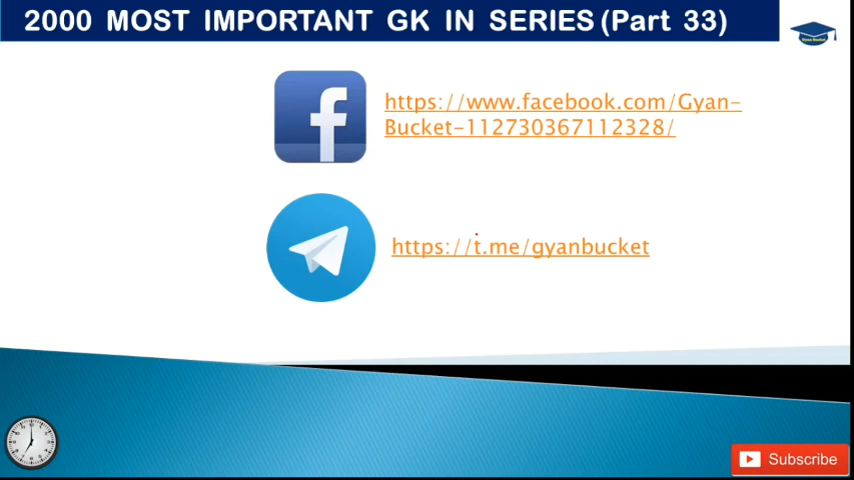 2000 MOST IMPORTANT GK IN SERIES (Part 33)
https://www.facebook.com/Gyan-
Bucket-112730367112328/
https://t.me/gyanbucket
Subscribe